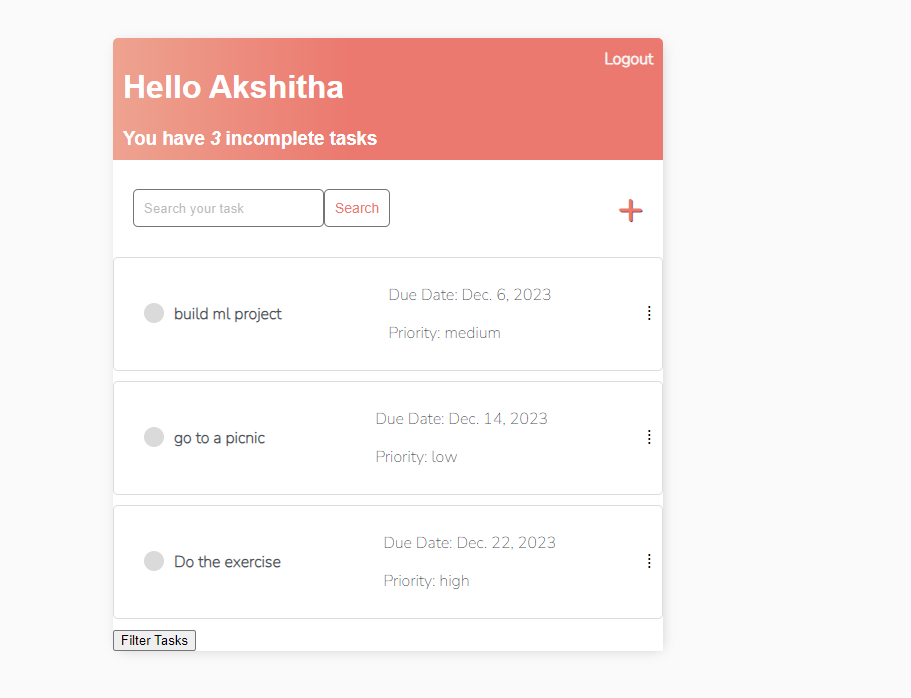 Logout
Hello Akshitha
You have 3 incomplete tasks
Search your task
Search
Due Date: Dec. 6, 2023
build ml project
Priority: medium
Due Date: Dec. 14, 2023
go to a picnic
Priority: low
Due Date: Dec. 22, 2023
Do the exercise
Priority: high
Filter Tasks